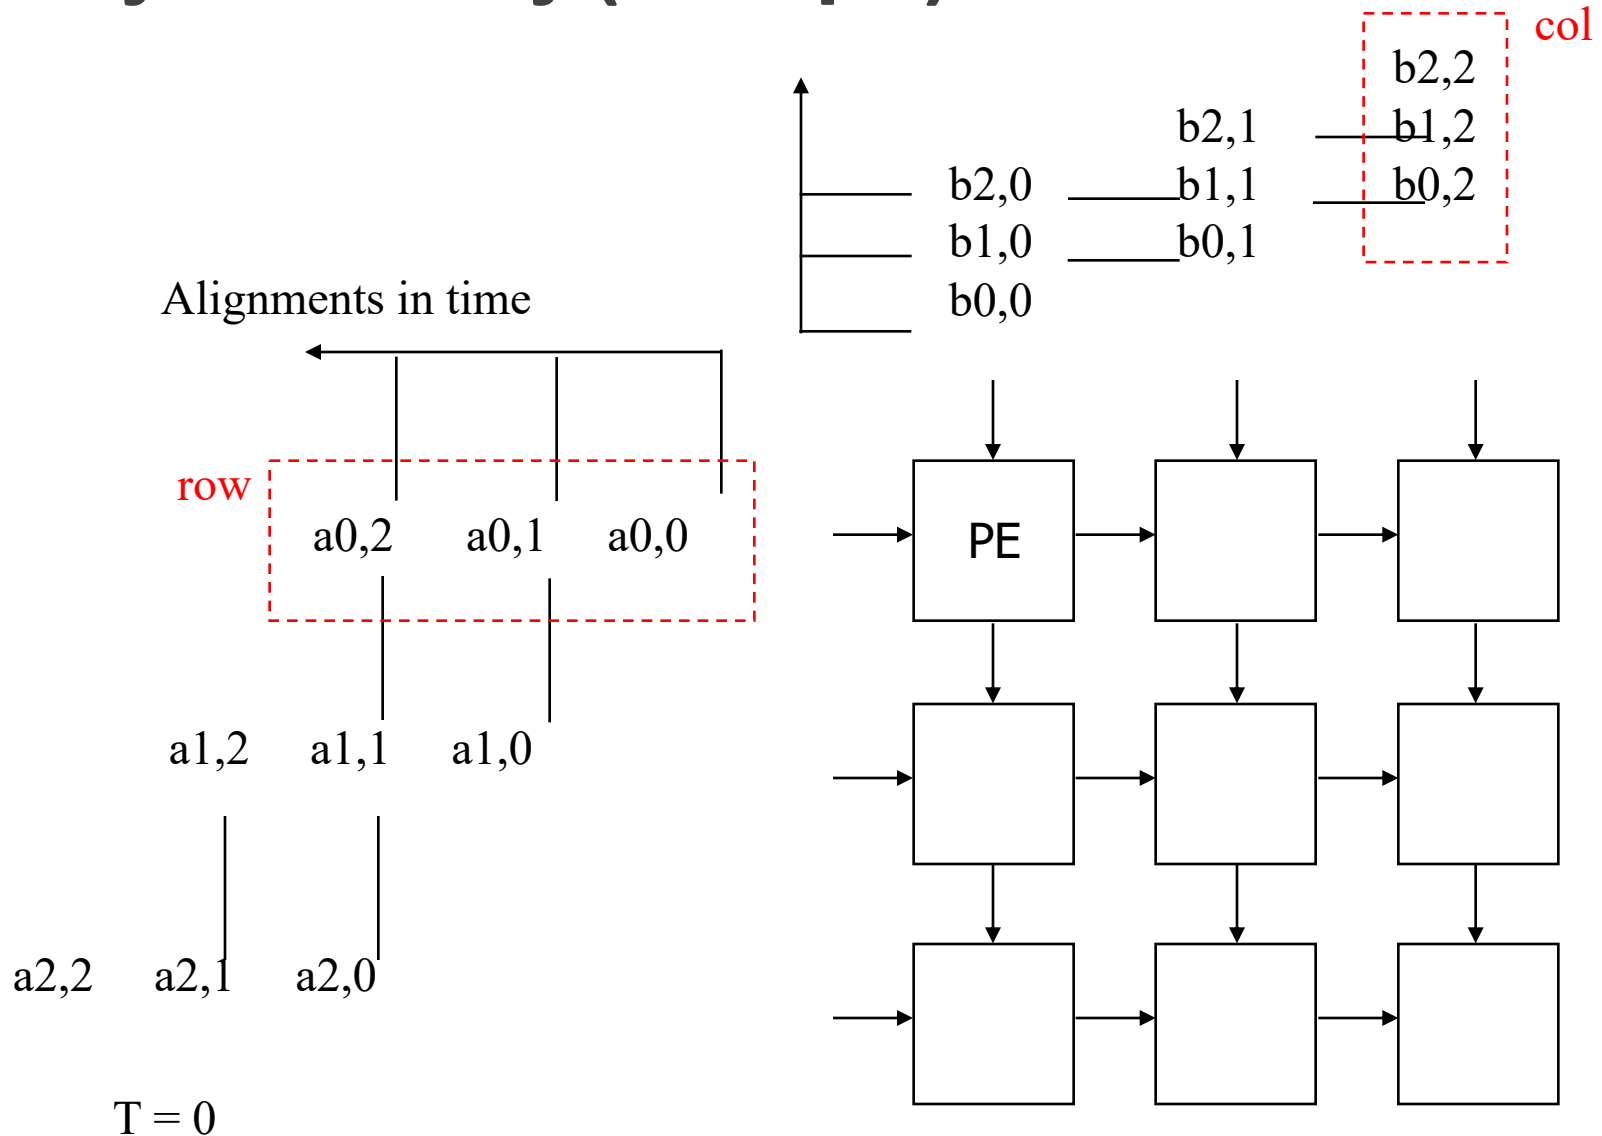 col
b2,2
b2,1 b1,2
b2,0 b1,1 b0,2
b1,0 b0,1
b0,0
Alignments in time
row
a0,2 a0,1 a0,0
PE
a1,2 a1,1 a1,0
a2,2 a2,1 a2,0
T = 0